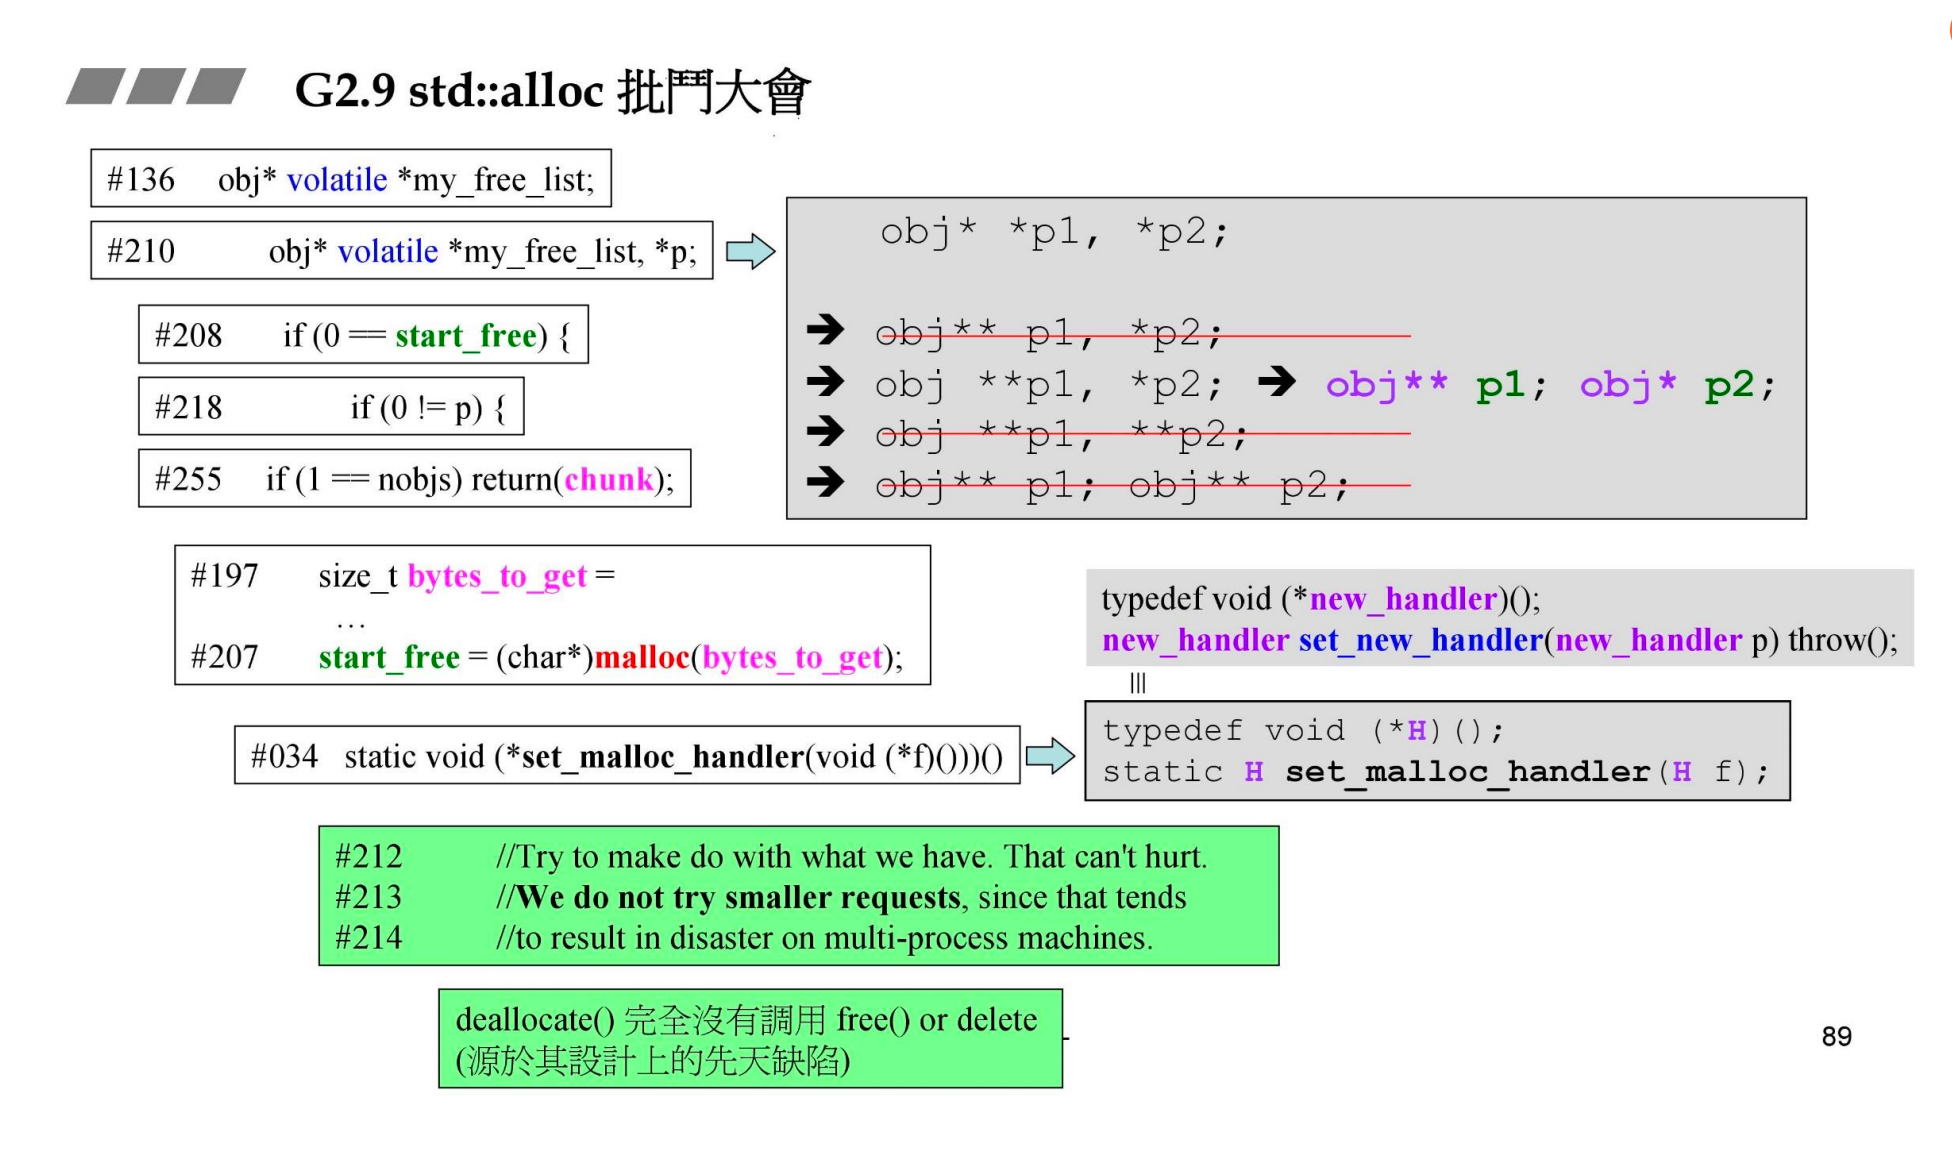 G2.9 std::alloc 批鬥大會
#136 obj* volatile *my_free_list;
#210 obj* volatile *my_free_list, *p;
#208 if (0 == start_free) {
#218 if (0 != p) {
#255 if (1 == nobjs) return(chunk);
obj* *p1, *p2;
➔ obj** p1, *p2;
➔ obj **p1, *p2; ➔ obj** p1; obj* p2;
➔ obj **p1, **p2;
➔ obj** p1; obj** p2;
#197 size_t bytes_to_get =
…
#207 start_free = (char*)malloc(bytes_to_get);
typedef void (*new_handler)();
new_handler set_new_handler(new_handler p) throw();
≡
#034 static void (*set_malloc_handler(void (*f)()))()
typedef void (*H)();
static H set_malloc_handler(H f);
#212 //Try to make do with what we have. That can't hurt.
#213 //We do not try smaller requests, since that tends
#214 //to result in disaster on multi-process machines.
deallocate() 完全沒有調用 free() or delete
(源於其設計上的先天缺陷)
89